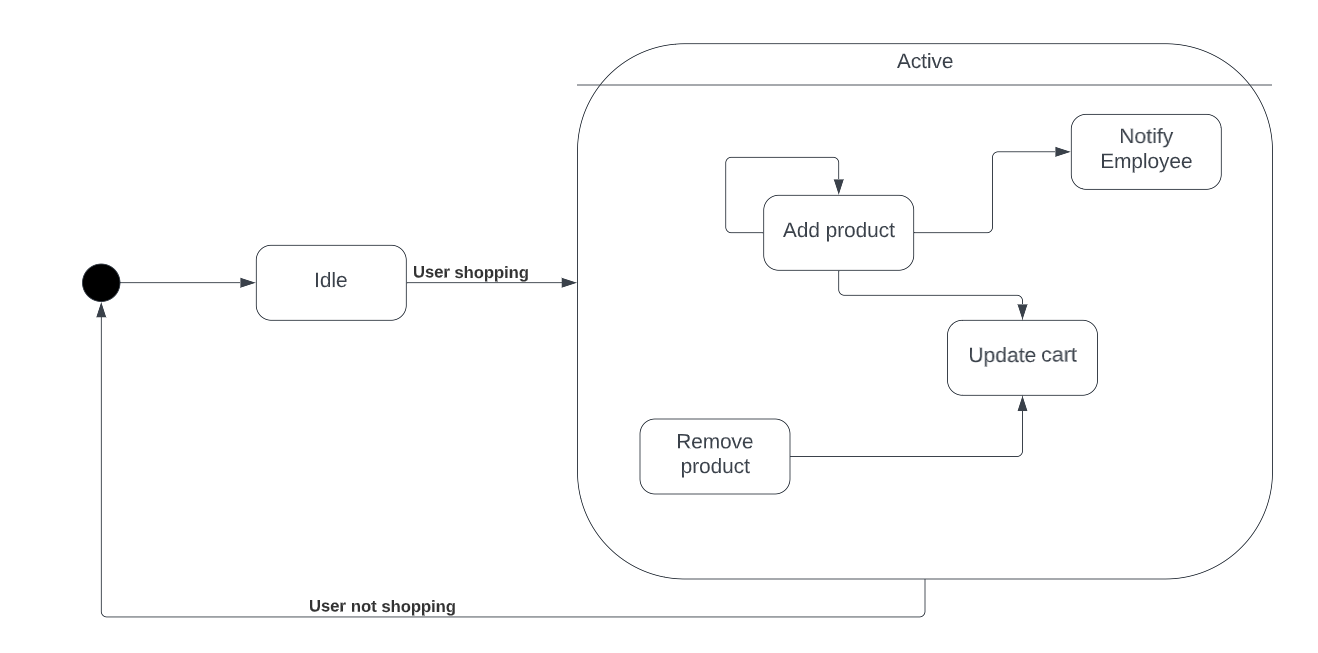 Active
Notify
Employee
Add product
Idle
User shopping
Update cart
Remove
product
User not shopping